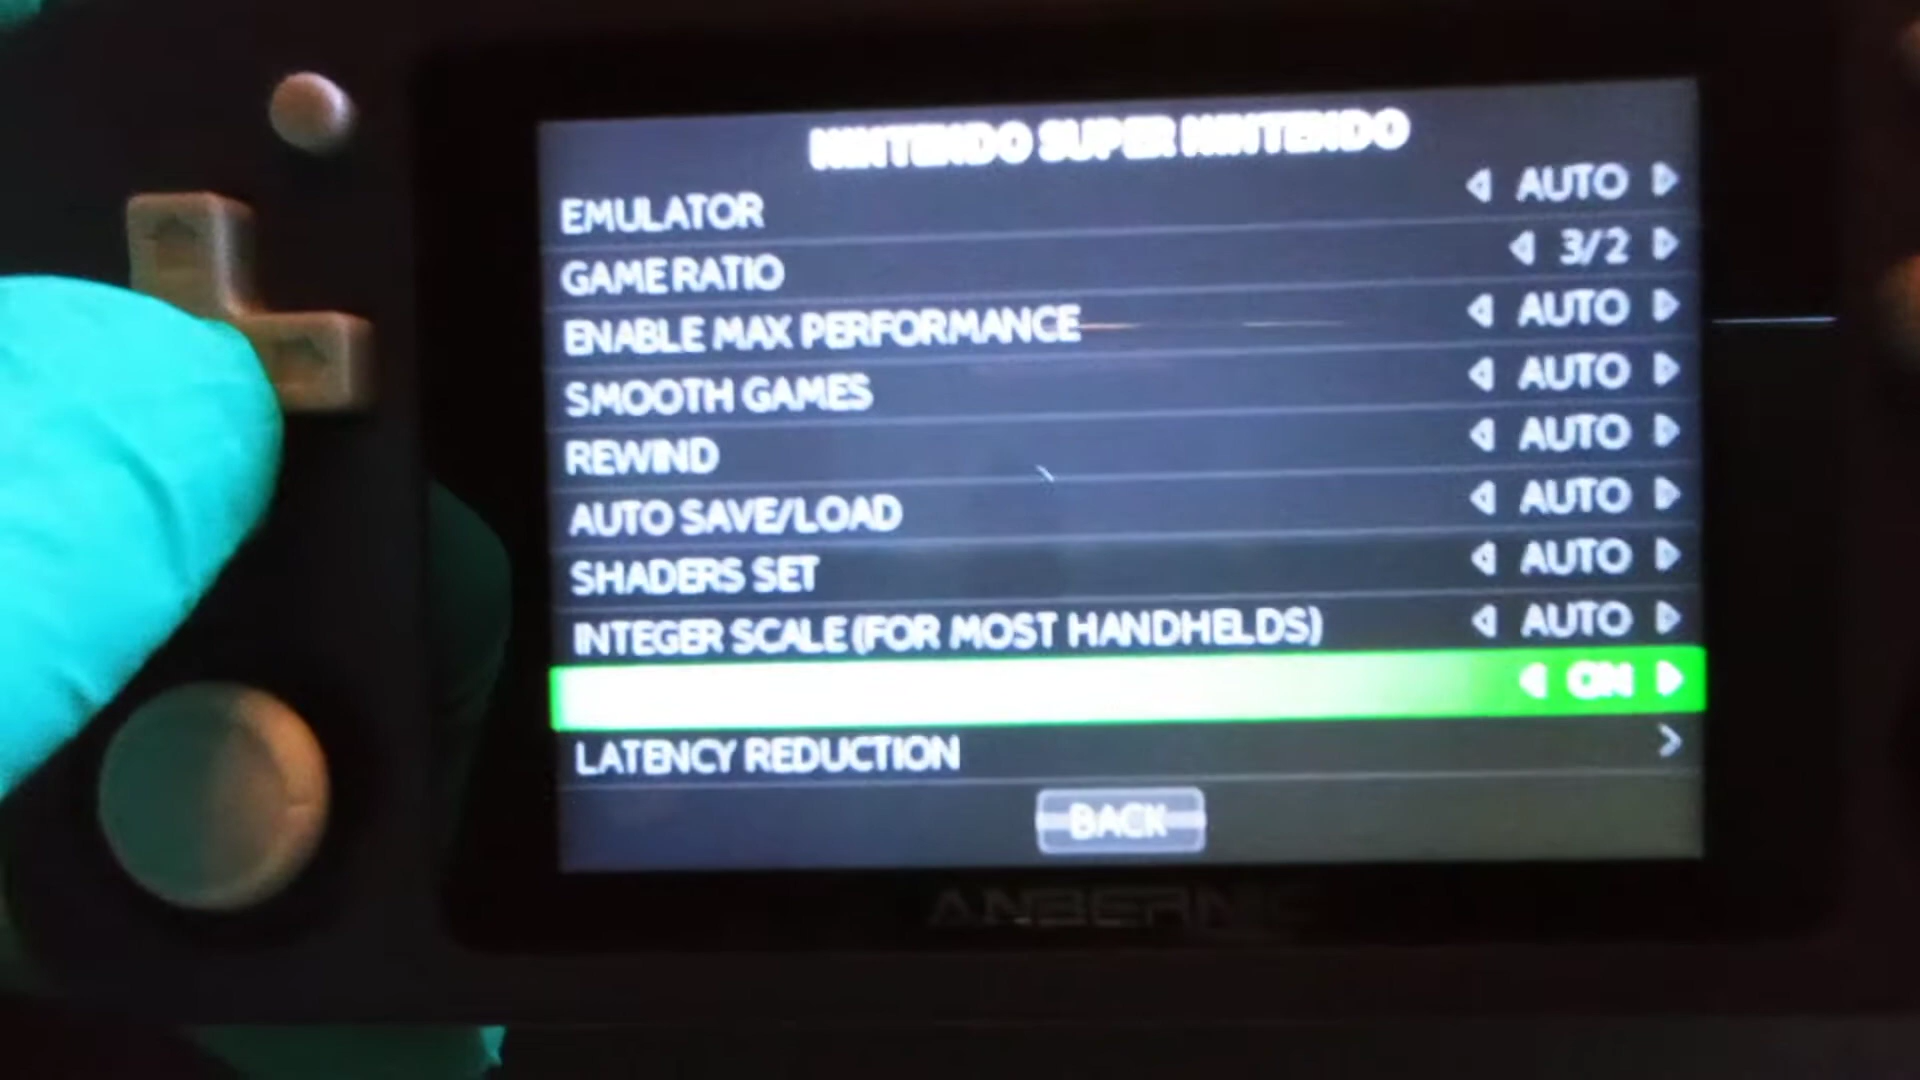 NINTENDO SUPER NINTENDO
EMULATOR AUTO
GAME RATIO 3/2
ENABLE MAX PERFORMANCE AUTO
SMOOTH GAMES AUTO
REWIND AUTO
AUTO SAVE/LOAD AUTO
SHADERS SET AUTO
INTEGER SCALE (FOR MOST HANDHELDS) AUTO
ON
LATENCY REDUCTION
BACK
ANBERNIC